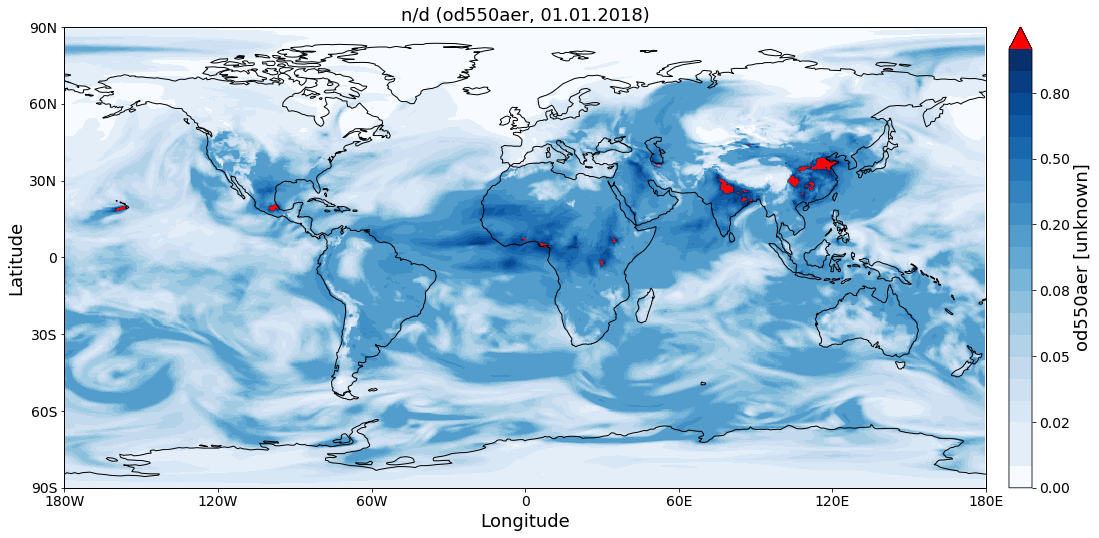 n/d (od550aer, 01.01.2018)
90N
60N
30N
0
30S
60S
90S
Latitude
180W
120W
60W
0
60E
120E
180E
Longitude
0.80
0.50
0.20
0.08
0.05
0.02
0.00
od550aer [unknown]